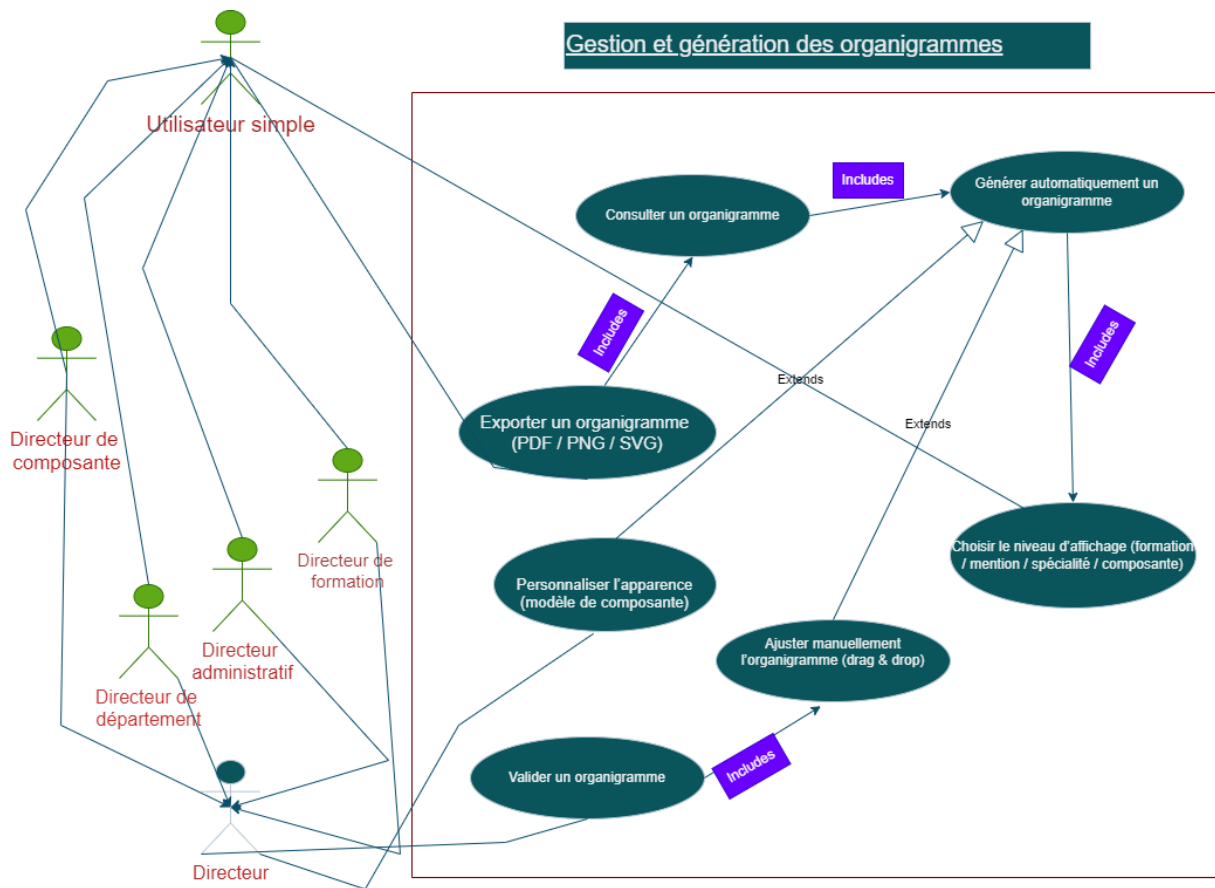 Gestion et génération des organigrammes
Utilisateur simple
Includes
Générer automatiquement un
organigramme
Consulter un organigramme
Includes
Includes
Extends
Exporter un organigramme
(PDF / PNG / SVG)
Extends
Directeur de
composante
Directeur de
formation
Choisir le niveau d'affichage (formation
/ mention / spécialité / composante)
Personnaliser l'apparence
(modèle de composante)
Directeur
administratif
Ajuster manuellement
l'organigramme (drag & drop)
Directeur de
département
Includes
Valider un organigramme
Directeur